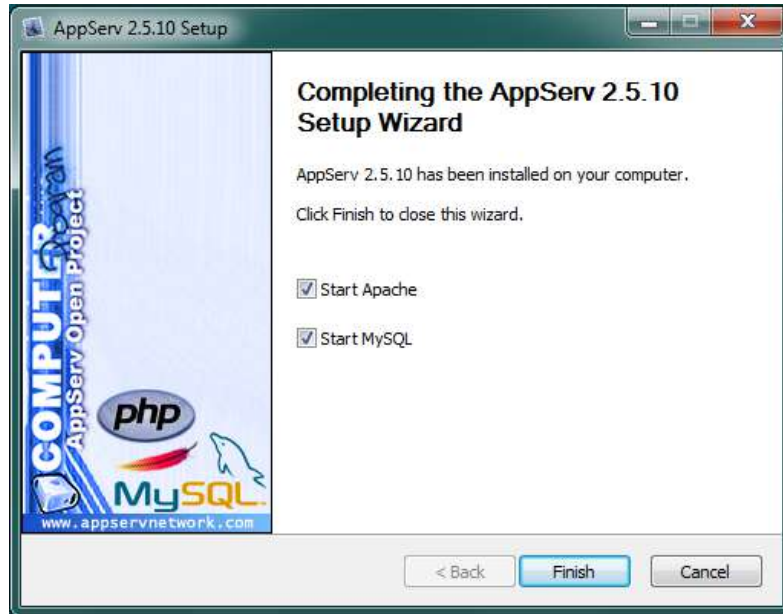 AppServ 2.5.10 Setup
Completing the AppServ 2.5.10
Setup Wizard
AppServ 2.5.10 has been installed on your computer.
Click Finish to close this wizard.
Start Apache
Start MySQL
COMPUTER
Program
AppServ Open Project
php
MySQL
www.appservnetwork.com
< Back
Finish
Cancel